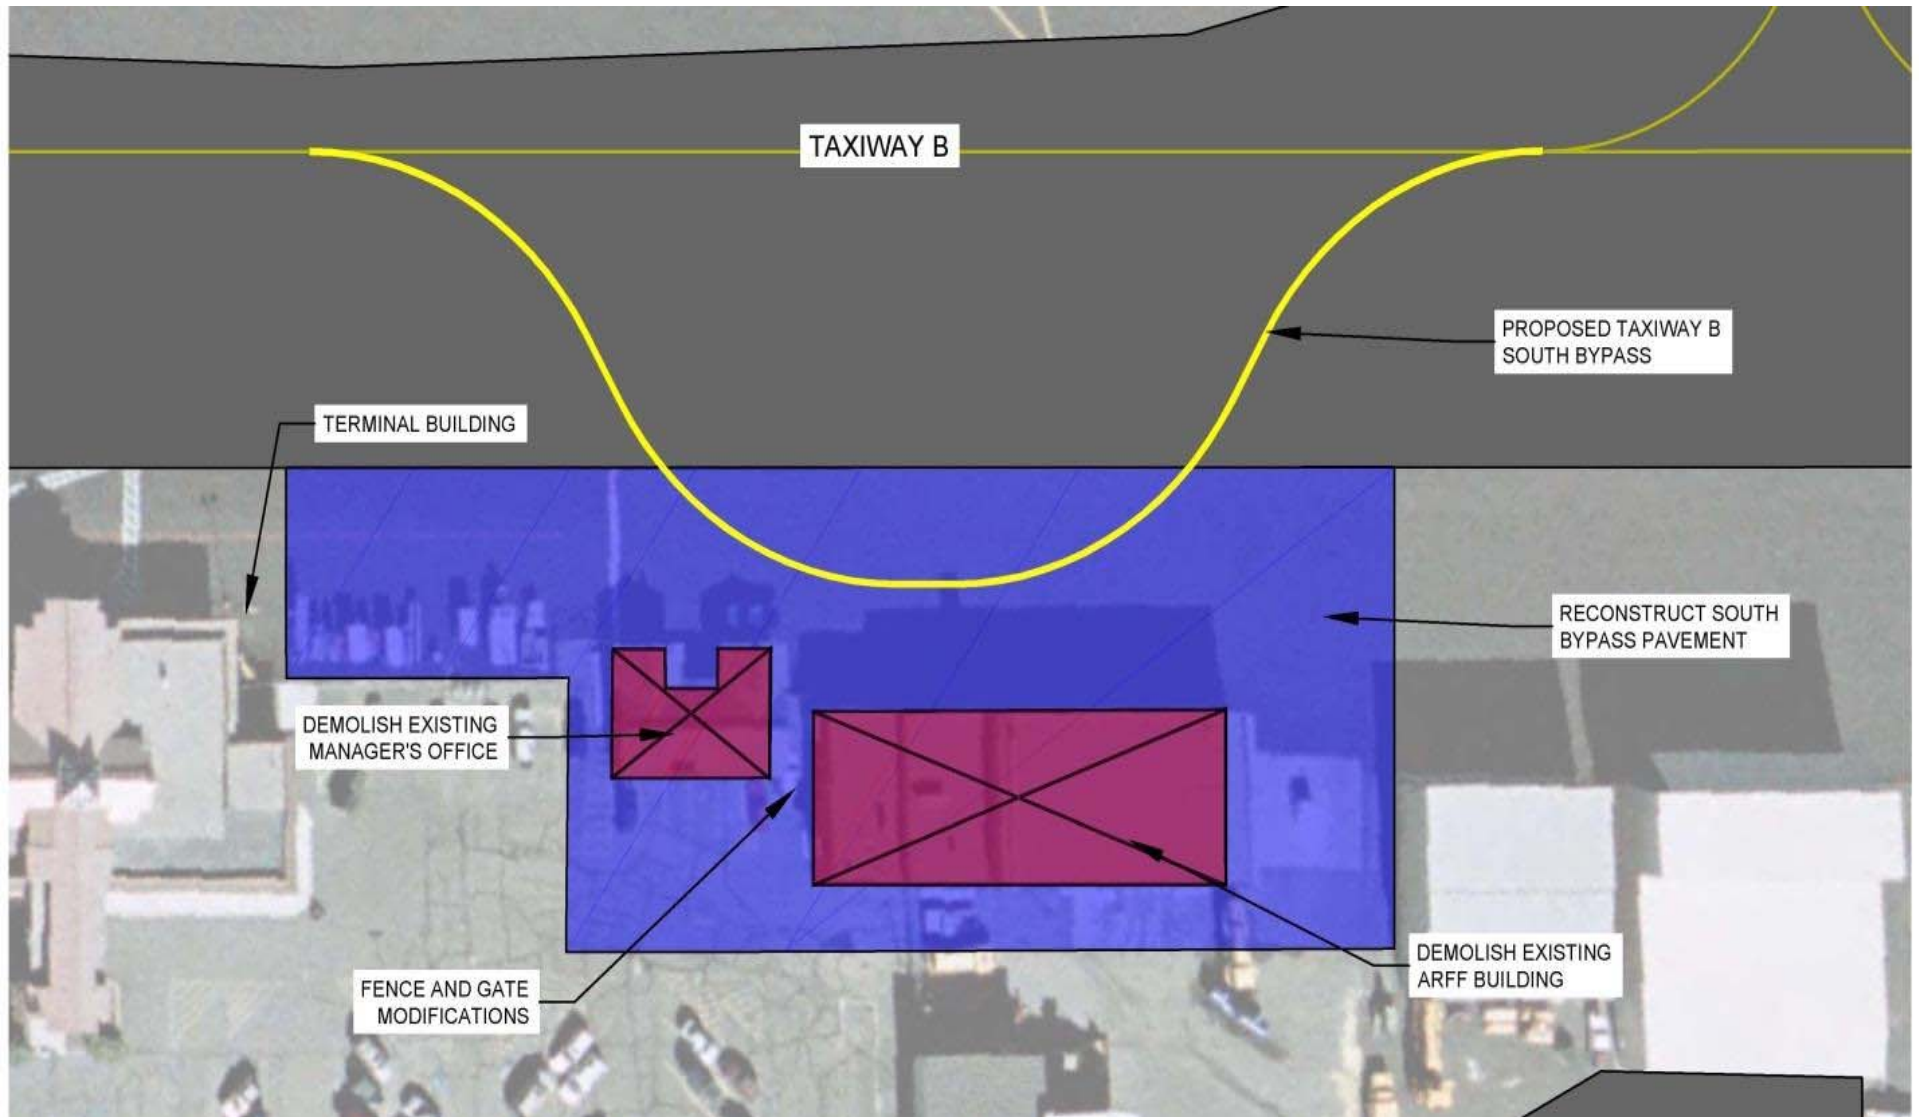 TAXIWAY B
PROPOSED TAXIWAY B
SOUTH BYPASS
TERMINAL BUILDING
RECONSTRUCT SOUTH
BYPASS PAVEMENT
DEMOLISH EXISTING
MANAGER'S OFFICE
DEMOLISH EXISTING
ARFF BUILDING
FENCE AND GATE
MODIFICATIONS